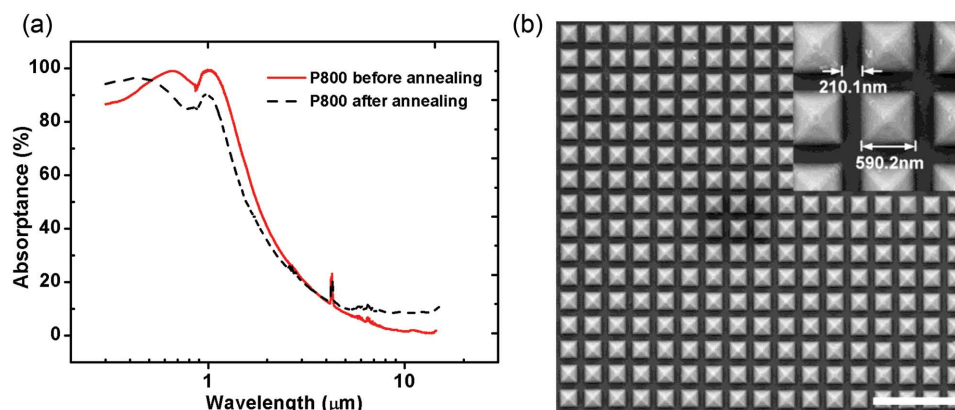 (a)
Absorptance (%)
100
80
60
40
20
0
P800 before annealing
P800 after annealing
1
10
Wavelength (μm)
(b)
210.1nm
590.2nm